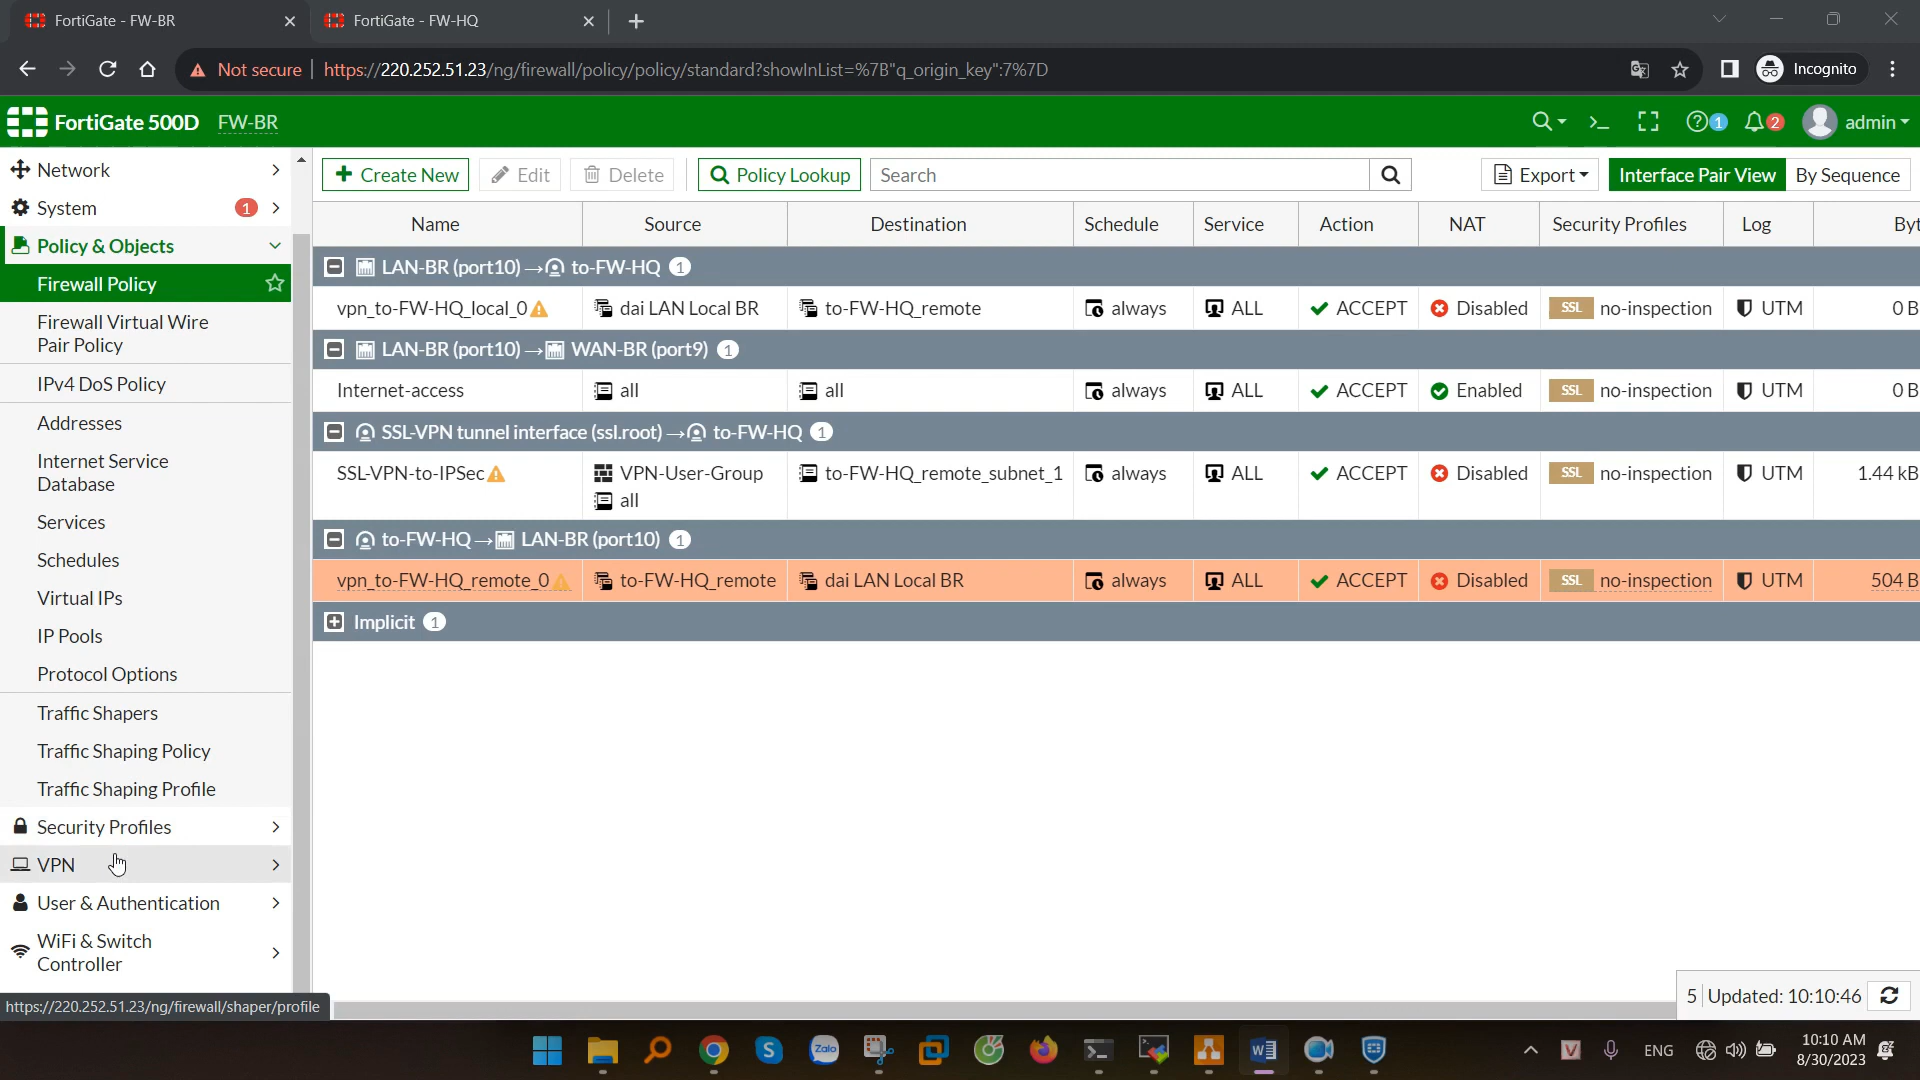 FortiGate - FW-BR
FortiGate - FW-HQ
Not secure
https://220.252.51.23/ng/firewall/policy/policy/standard?showInList=%7B"q_origin_key":7%7D
Incognito
FortiGate 500D FW-BR
1
2
admin
Network
System 1
Policy & Objects
Firewall Policy
Firewall Virtual Wire
Pair Policy
IPv4 DoS Policy
Addresses
Internet Service
Database
Services
Schedules
Virtual IPs
IP Pools
Protocol Options
Traffic Shapers
Traffic Shaping Policy
Traffic Shaping Profile
Security Profiles
VPN
User & Authentication
WiFi & Switch
Controller
https://220.252.51.23/ng/firewall/shaper/profile
Create New Edit Delete Policy Lookup Search Export Interface Pair View By Sequence
Name Source Destination Schedule Service Action NAT Security Profiles Log Byt
LAN-BR (port10) → to-FW-HQ 1
vpn_to-FW-HQ_local_0 dai LAN Local BR to-FW-HQ_remote always ALL ACCEPT Disabled SSL no-inspection UTM 0 B
LAN-BR (port10) → WAN-BR (port9) 1
Internet-access all all always ALL ACCEPT Enabled SSL no-inspection UTM 0 B
SSL-VPN tunnel interface (ssl.root) → to-FW-HQ 1
SSL-VPN-to-IPSec VPN-User-Group to-FW-HQ_remote_subnet_1 always ALL ACCEPT Disabled SSL no-inspection UTM 1.44 kB
all
to-FW-HQ → LAN-BR (port10) 1
vpn_to-FW-HQ_remote_0 to-FW-HQ_remote dai LAN Local BR always ALL ACCEPT Disabled SSL no-inspection UTM 504 B
Implicit 1
5 Updated: 10:10:46
Zalo
ENG
10:10 AM
8/30/2023